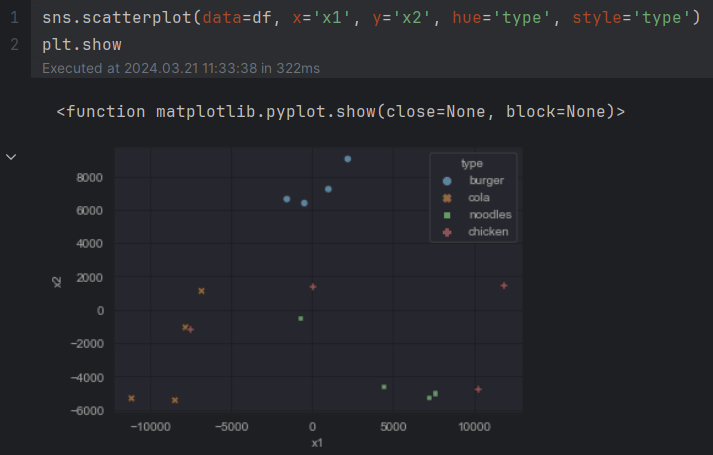 1 sns.scatterplot(data=df, x='x1', y='x2', hue='type', style='type')
2 plt.show
Executed at 2024.03.21 11:33:38 in 322ms
<function matplotlib.pyplot.show(close=None, block=None)>
type
burger
cola
noodles
chicken
8000
6000
4000
2000
0
−2000
−4000
−6000
x2
−10000 −5000 0 5000 10000
x1